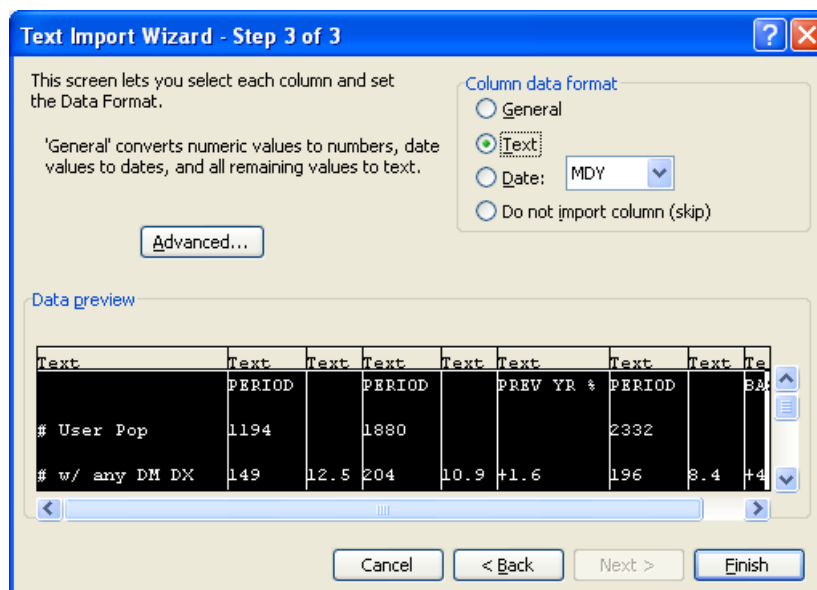 Text Import Wizard - Step 3 of 3
This screen lets you select each column and set
the Data Format.
'General' converts numeric values to numbers, date
values to dates, and all remaining values to text.
Advanced...
Column data format
General
Text
Date: MDY
Do not import column (skip)
Data preview
Text Text Text Text Text Text Text Text Te
PERIOD PERIOD PREV YR % PERIOD BA
# User Pop 1194 1880 2332
# w/ any DM DX 149 12.5 204 10.9 +1.6 196 8.4 +4
Cancel < Back Next > Finish